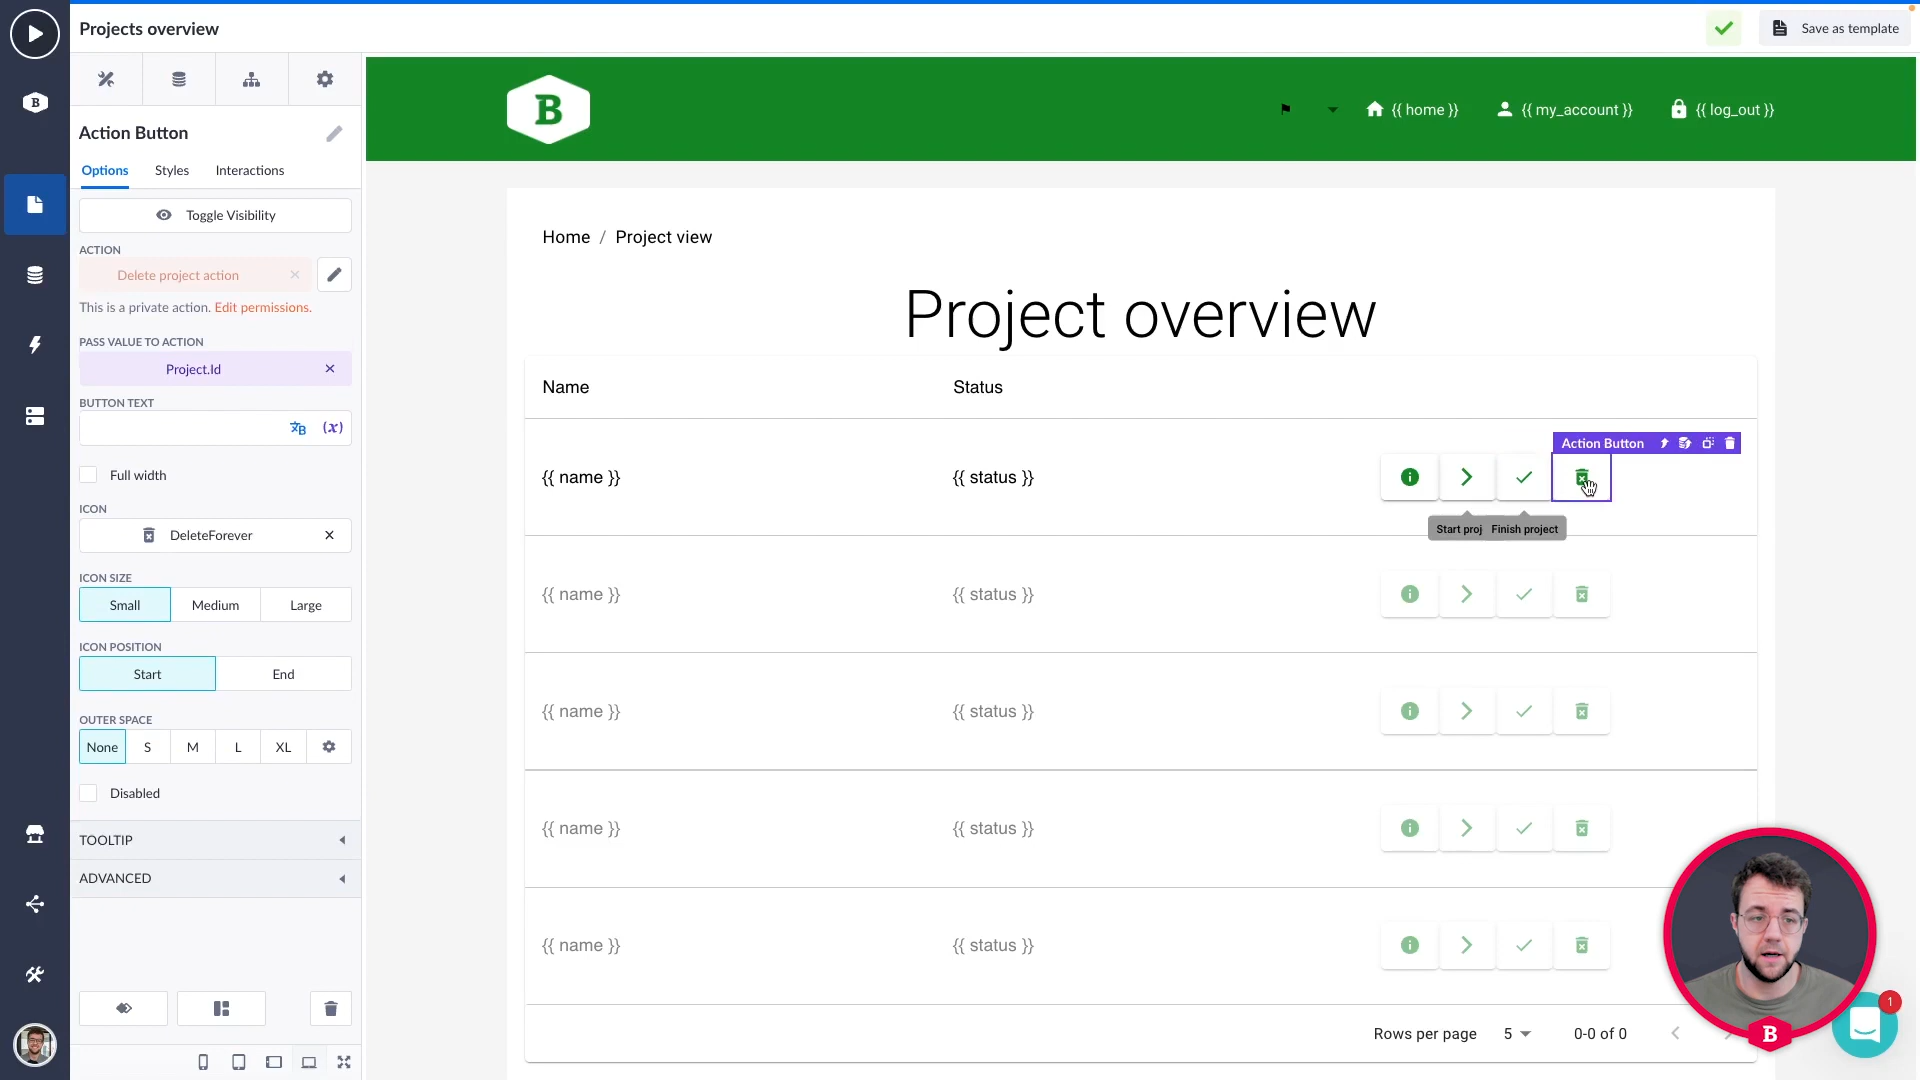 Projects overview
Save as template
Action Button
Options Styles Interactions
Toggle Visibility
ACTION
Delete project action
This is a private action. Edit permissions.
PASS VALUE TO ACTION
Project.Id
BUTTON TEXT
(x)
Full width
ICON
DeleteForever
ICON SIZE
Small Medium Large
ICON POSITION
Start End
OUTER SPACE
None S M L XL
Disabled
TOOLTIP
ADVANCED
B
B
{{ home }} {{ my_account }} {{ log_out }}
Home / Project view
Project overview
Name Status
Action Button
{{ name }} {{ status }}
Start proj Finish project
{{ name }} {{ status }}
{{ name }} {{ status }}
{{ name }} {{ status }}
{{ name }} {{ status }}
Rows per page 5 0-0 of 0
1
B